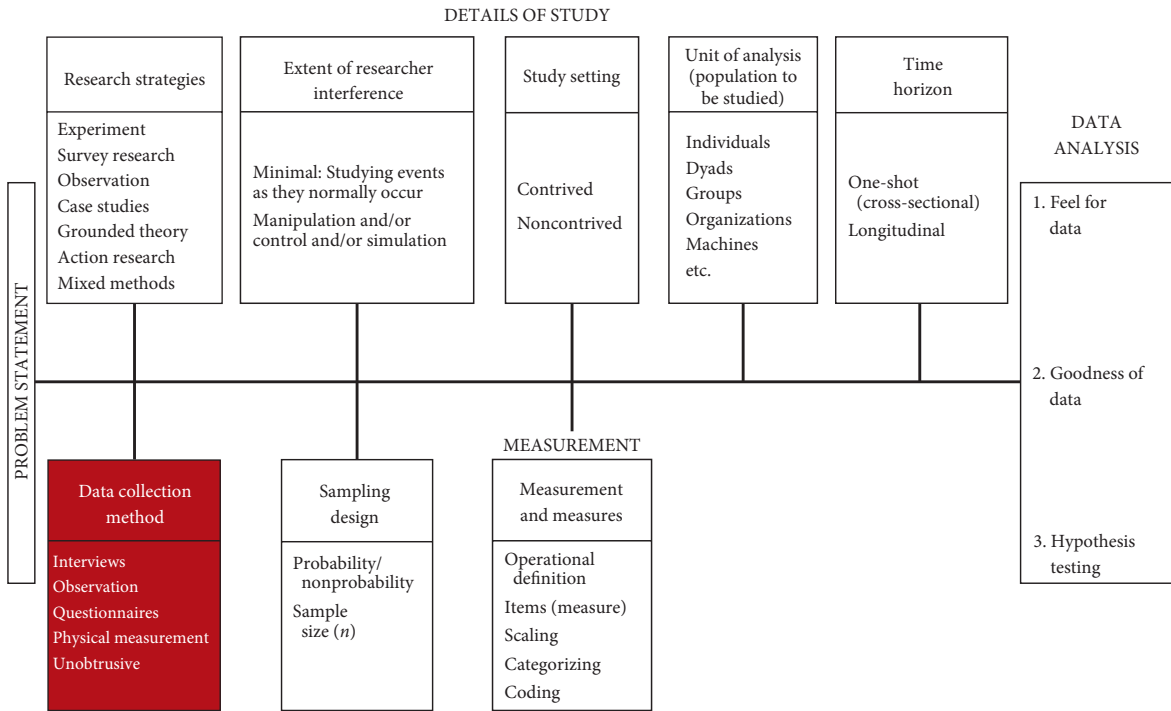 DETAILS OF STUDY
Research strategies
Experiment
Survey research
Observation
Case studies
Grounded theory
Action research
Mixed methods
Extent of researcher
interference
Minimal: Studying events
as they normally occur
Manipulation and/or
control and/or simulation
Study setting
Contrived
Noncontrived
Unit of analysis
(population to
be studied)
Individuals
Dyads
Groups
Organizations
Machines
etc.
Time
horizon
One-shot
(cross-sectional)
Longitudinal
DATA
ANALYSIS
1. Feel for
data
2. Goodness of
data
3. Hypothesis
testing
PROBLEM STATEMENT
Data collection
method
Interviews
Observation
Questionnaires
Physical measurement
Unobtrusive
Sampling
design
Probability/
nonprobability
Sample
size (n)
MEASUREMENT
Measurement
and measures
Operational
definition
Items (measure)
Scaling
Categorizing
Coding